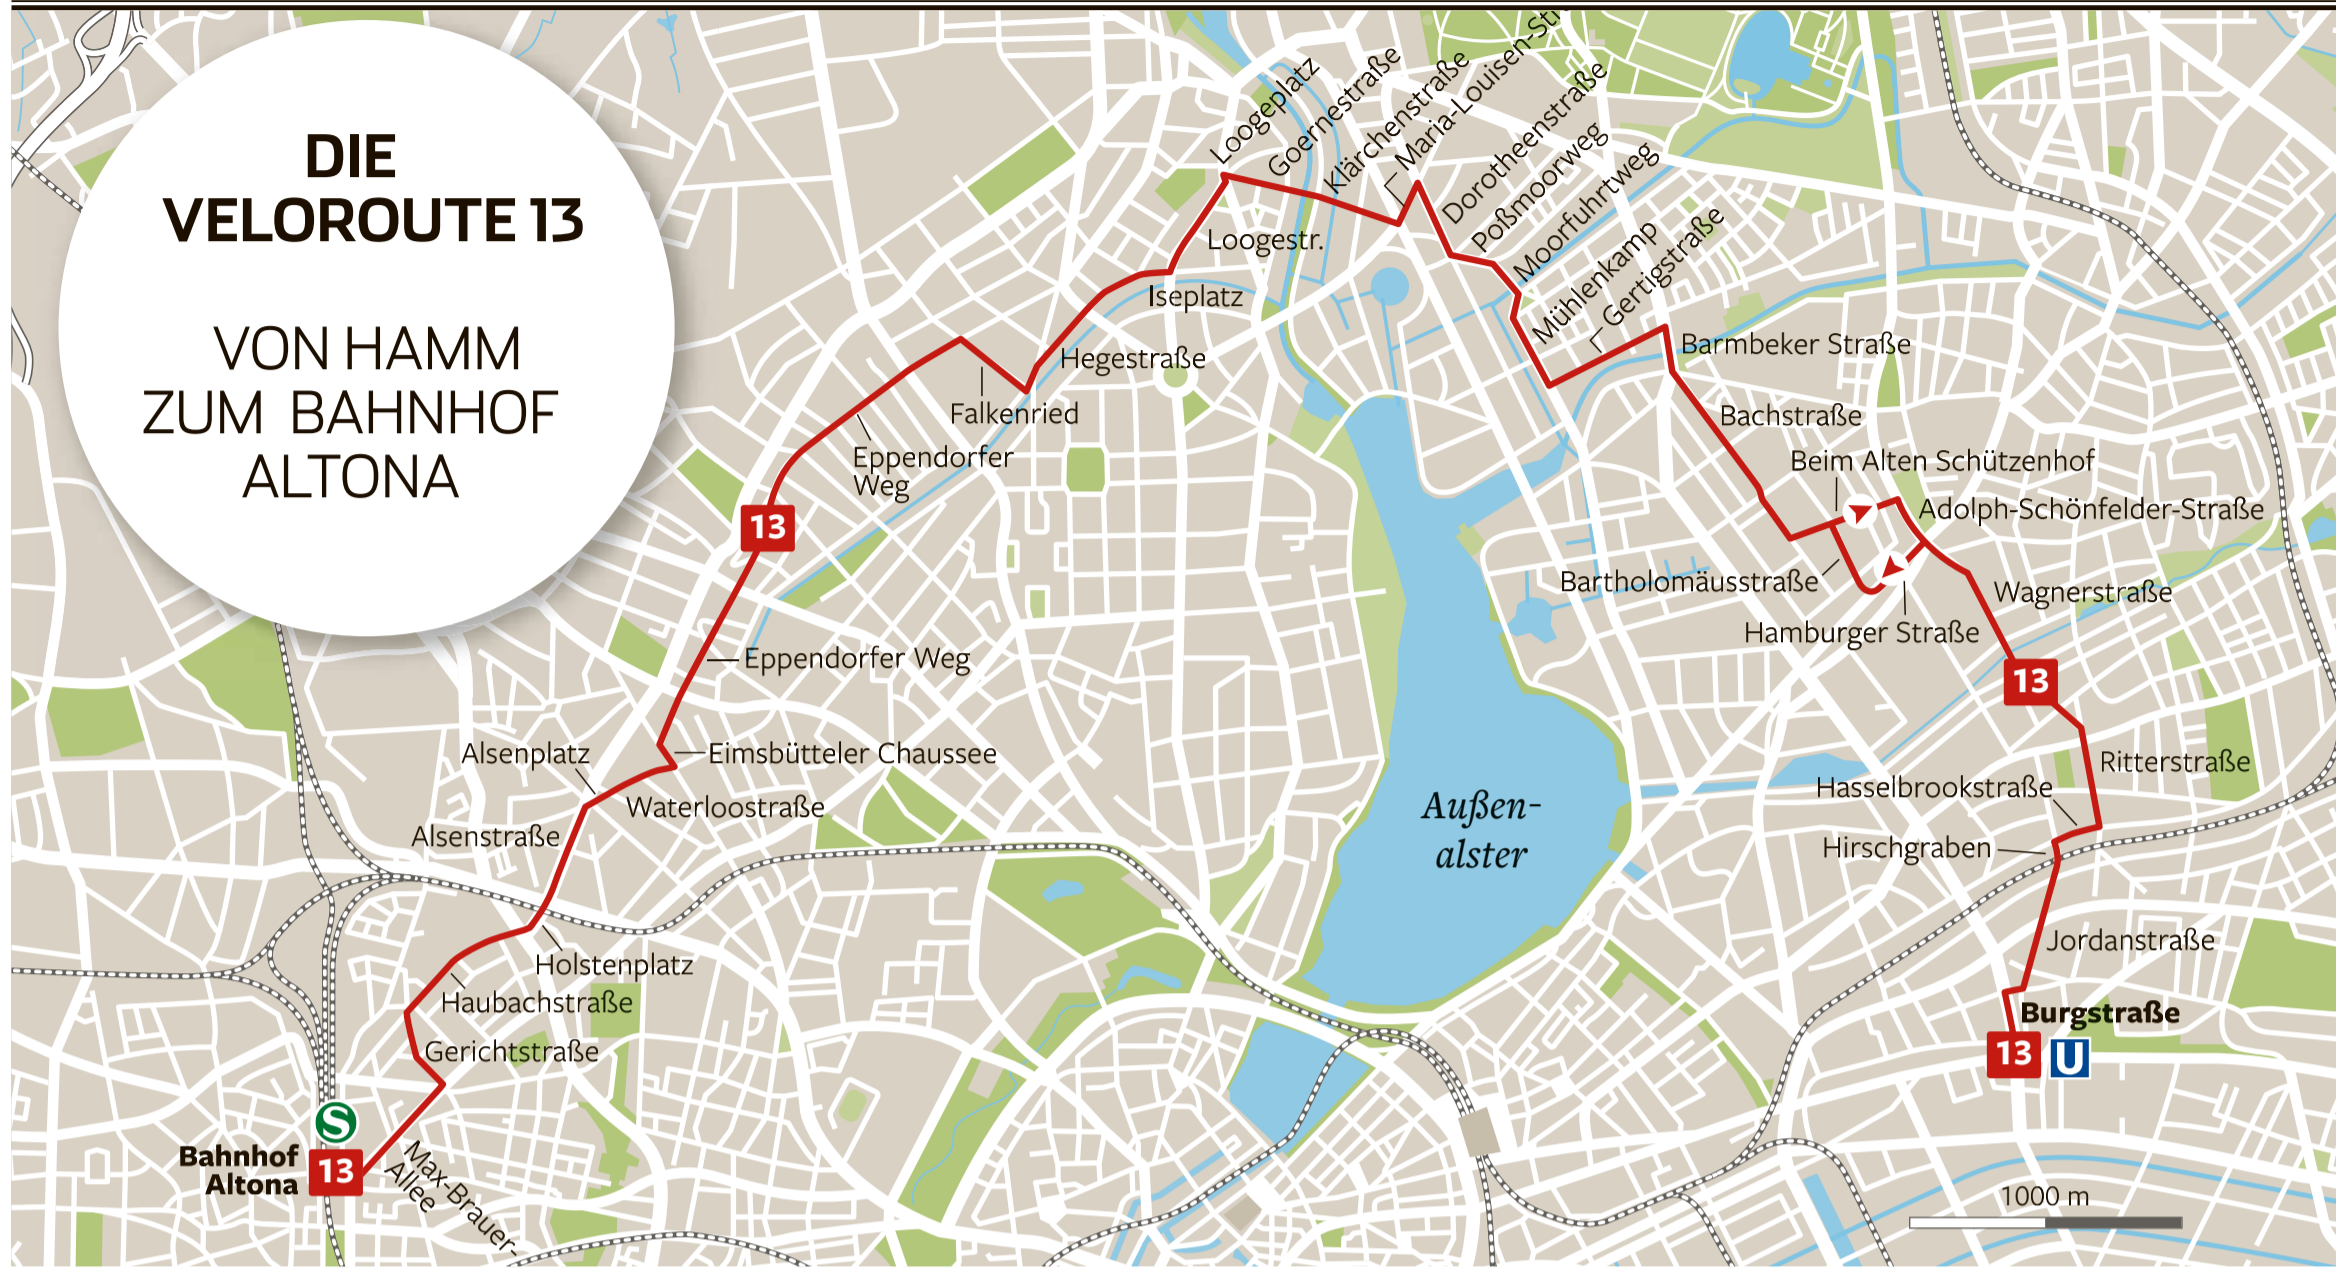 DIE
VELOROUTE 13
VON HAMM
ZUM BAHNHOF
ALTONA
Loogeplatz
Goernestraße
Klärchenstraße
Maria-Louisen-Str
Dorotheenstraße
Poßmoorweg
Moorfuhrtweg
Mühlenkamp
Gertigstraße
Loogestr.
Iseplatz
Hegestraße
Falkenried
Eppendorfer
Weg
13
Eppendorfer Weg
Eimsbütteler Chaussee
Alsenplatz
Waterloostraße
Alsenstraße
Holstenplatz
Haubachstraße
Gerichtstraße
Max-Brauer-
Allee
S
Bahnhof
Altona
13
Barmbeker Straße
Bachstraße
Beim Alten Schützenhof
Adolph-Schönfelder-Straße
Bartholomäusstraße
Hamburger Straße
Wagnerstraße
13
Ritterstraße
Hasselbrookstraße
Hirschgraben
Jordanstraße
Burgstraße
13
U
Außen-
alster
1000 m